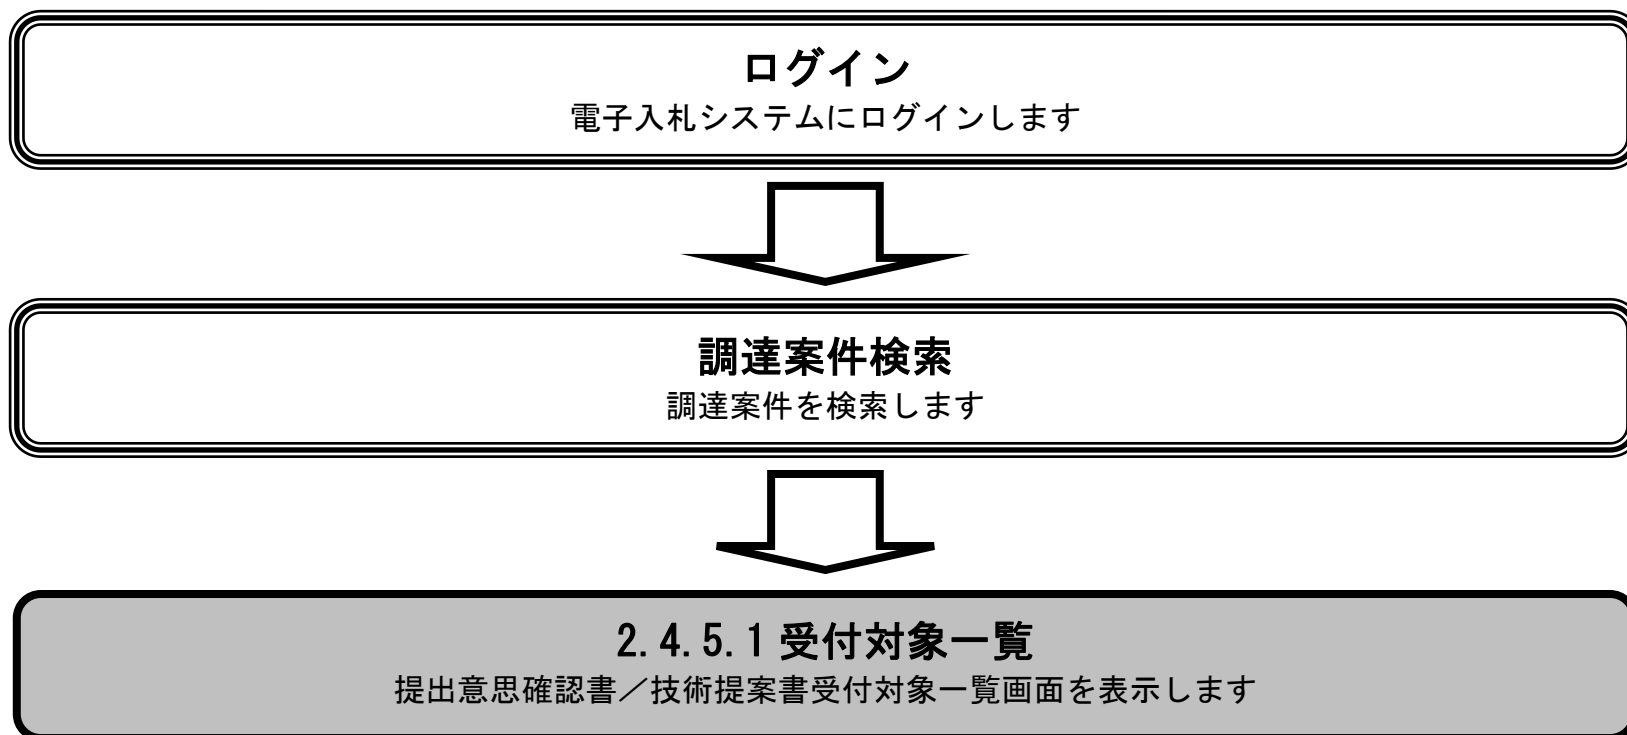 ログイン
電子入札システムにログインします
調達案件検索
調達案件を検索します
2.4.5.1 受付対象一覧
提出意思確認書／技術提案書受付対象一覧画面を表示します